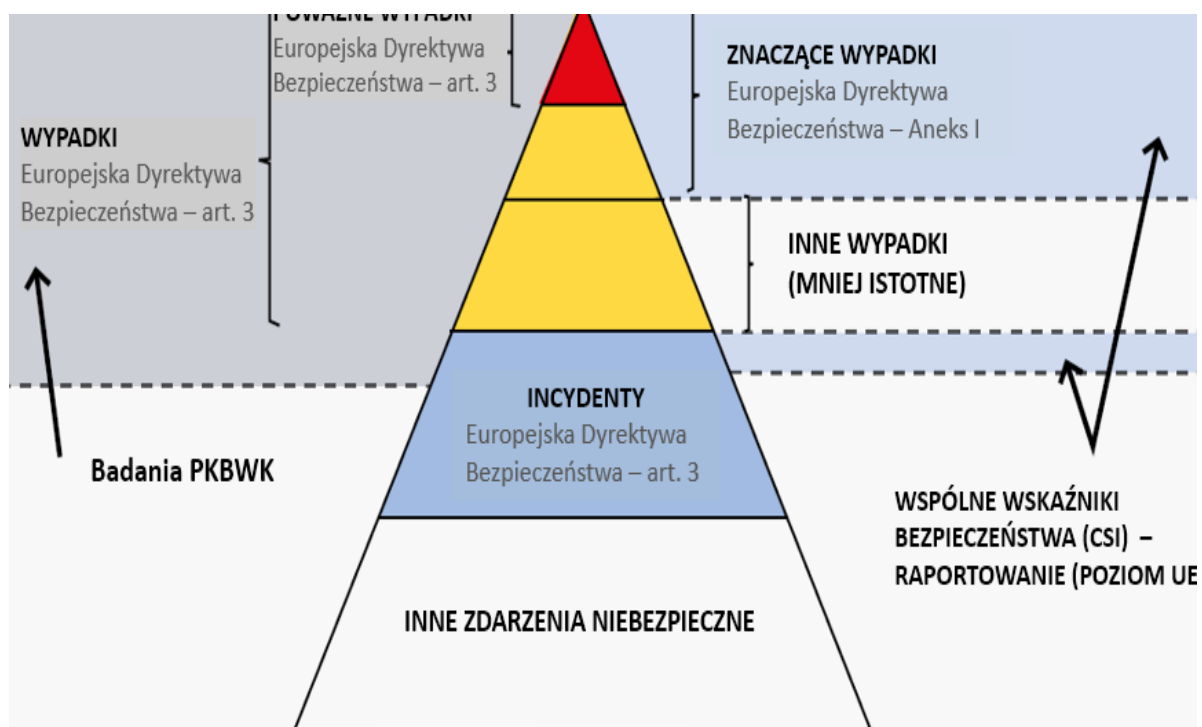 POWAŻNE WYPADKI
Europejska Dyrektywa
Bezpieczeństwa – art. 3
WYPADKI
Europejska Dyrektywa
Bezpieczeństwa – art. 3
Badania PKBWK
INCYDENTY
Europejska Dyrektywa
Bezpieczeństwa – art. 3
INNE ZDARZENIA NIEBEZPIECZNE
ZNACZĄCE WYPADKI
Europejska Dyrektywa
Bezpieczeństwa – Aneks I
INNE WYPADKI
(MNIEJ ISTOTNE)
WSPÓLNE WSKAŹNIKI
BEZPIECZEŃSTWA (CSI) –
RAPORTOWANIE (POZIOM UE